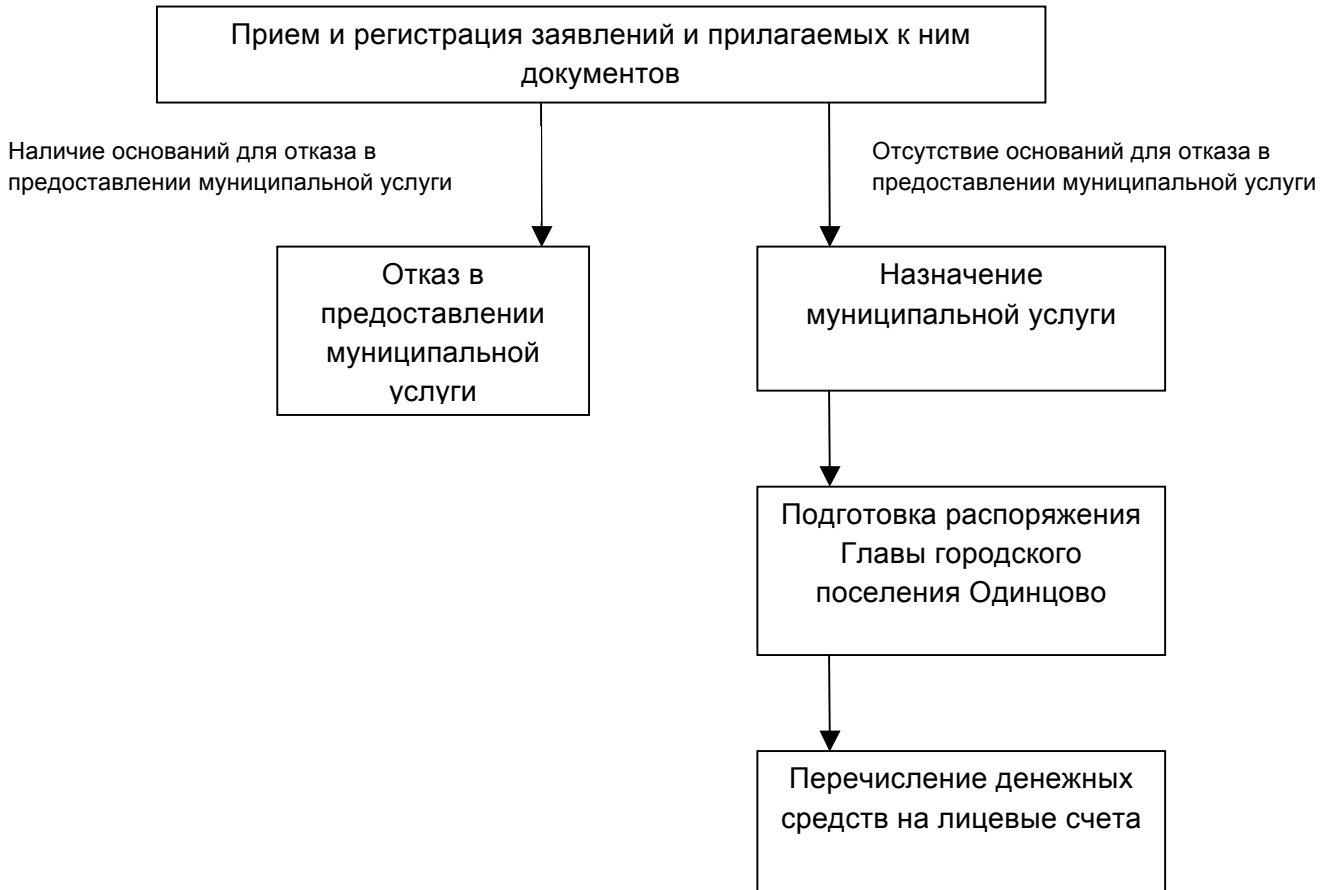 Прием и регистрация заявлений и прилагаемых к ним
документов
Наличие оснований для отказа в
предоставлении муниципальной услуги
Отсутствие оснований для отказа в
предоставлении муниципальной услуги
Отказ в
предоставлении
муниципальной
услуги
Назначение
муниципальной услуги
Подготовка распоряжения
Главы городского
поселения Одинцово
Перечисление денежных
средств на лицевые счета